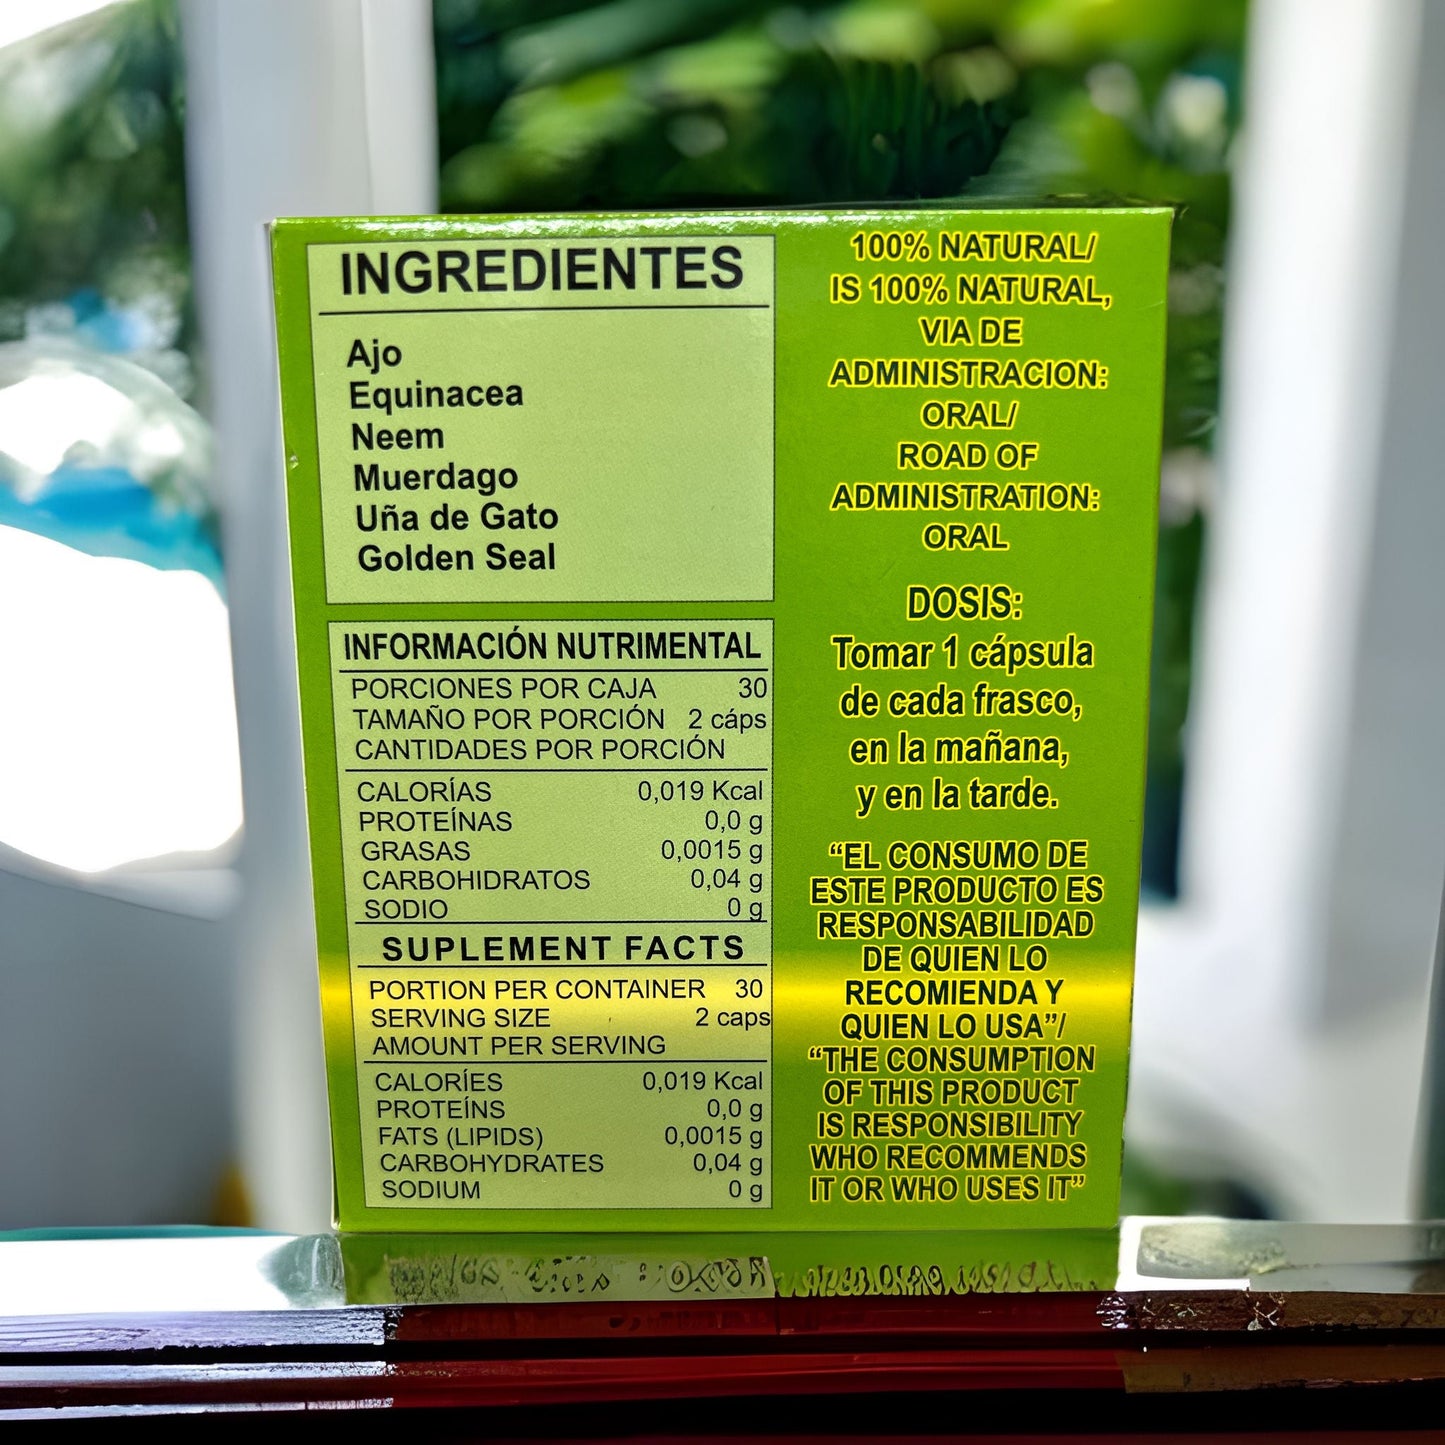 INGREDIENTES
Ajo
Equinacea
Neem
Muerdago
Uña de Gato
Golden Seal
INFORMACIÓN NUTRIMENTAL
PORCIONES POR CAJA 30
TAMAÑO POR PORCIÓN 2 cáps
CANTIDADES POR PORCIÓN
CALORÍAS 0,019 Kcal
PROTEÍNAS 0,0 g
GRASAS 0,0015 g
CARBOHIDRATOS 0,04 g
SODIO 0 g
SUPLEMENT FACTS
PORTION PER CONTAINER 30
SERVING SIZE 2 caps
AMOUNT PER SERVING
CALORÍES 0,019 Kcal
PROTEÍNS 0,0 g
FATS (LIPIDS) 0,0015 g
CARBOHYDRATES 0,04 g
SODIUM 0 g
100% NATURAL/
IS 100% NATURAL,
VIA DE
ADMINISTRACION:
ORAL/
ROAD OF
ADMINISTRATION:
ORAL
DOSIS:
Tomar 1 cápsula
de cada frasco,
en la mañana,
y en la tarde.
“EL CONSUMO DE
ESTE PRODUCTO ES
RESPONSABILIDAD
DE QUIEN LO
RECOMIENDA Y
QUIEN LO USA”/
“THE CONSUMPTION
OF THIS PRODUCT
IS RESPONSIBILITY
WHO RECOMMENDS
IT OR WHO USES IT”